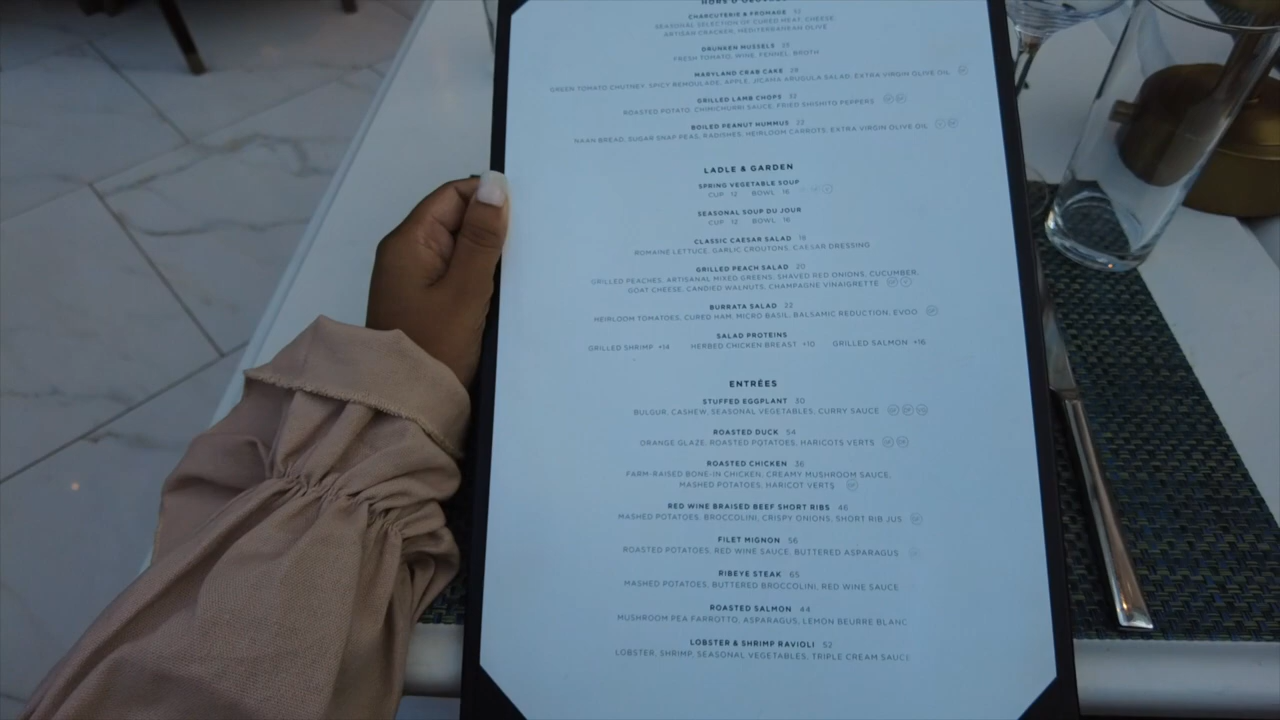 HORS D'OEUVRES
CHARCUTERIE & FROMAGE 52
SEASONAL SELECTION OF CURED MEAT, CHEESE,
ARTISAN CRACKER, MEDITERRANEAN OLIVE
DRUNKEN MUSSELS 25
FRESH TOMATO, WINE, FENNEL, BROTH
MARYLAND CRAB CAKE 28
GREEN TOMATO CHUTNEY, SPICY REMOULADE, APPLE, JICAMA ARUGULA SALAD, EXTRA VIRGIN OLIVE OIL
GRILLED LAMB CHOPS 32
ROASTED POTATO, CHIMICHURRI SAUCE, FRIED SHISHITO PEPPERS
BOILED PEANUT HUMMUS 22
NAAN BREAD, SUGAR SNAP PEAS, RADISHES, HEIRLOOM CARROTS, EXTRA VIRGIN OLIVE OIL
LADLE & GARDEN
SPRING VEGETABLE SOUP
CUP 12 BOWL 16
SEASONAL SOUP DU JOUR
CUP 12 BOWL 16
CLASSIC CAESAR SALAD 19
ROMAINE LETTUCE, GARLIC CROUTONS, CAESAR DRESSING
GRILLED PEACH SALAD 20
GRILLED PEACHES, ARTISANAL MIXED GREENS, SHAVED RED ONIONS, CUCUMBER,
GOAT CHEESE, CANDIED WALNUTS, CHAMPAGNE VINAIGRETTE
BURRATA SALAD 22
HEIRLOOM TOMATOES, CURED HAM, MICRO BASIL, BALSAMIC REDUCTION, EVOO
SALAD PROTEINS
GRILLED SHRIMP +14 HERBED CHICKEN BREAST +10 GRILLED SALMON +16
ENTRÉES
STUFFED EGGPLANT 30
BULGUR, CASHEW, SEASONAL VEGETABLES, CURRY SAUCE
ROASTED DUCK 54
ORANGE GLAZE, ROASTED POTATOES, HARICOTS VERTS
ROASTED CHICKEN 36
FARM-RAISED BONE-IN CHICKEN, CREAMY MUSHROOM SAUCE,
MASHED POTATOES, HARICOT VERTS
RED WINE BRAISED BEEF SHORT RIBS 46
MASHED POTATOES, BROCCOLINI, CRISPY ONIONS, SHORT RIB JUS
FILET MIGNON 56
ROASTED POTATOES, RED WINE SAUCE, BUTTERED ASPARAGUS
RIBEYE STEAK 65
MASHED POTATOES, BUTTERED BROCCOLINI, RED WINE SAUCE
ROASTED SALMON 44
MUSHROOM PEA FARROTTO, ASPARAGUS, LEMON BEURRE BLANC
LOBSTER & SHRIMP RAVIOLI 52
LOBSTER, SHRIMP, SEASONAL VEGETABLES, TRIPLE CREAM SAUCE